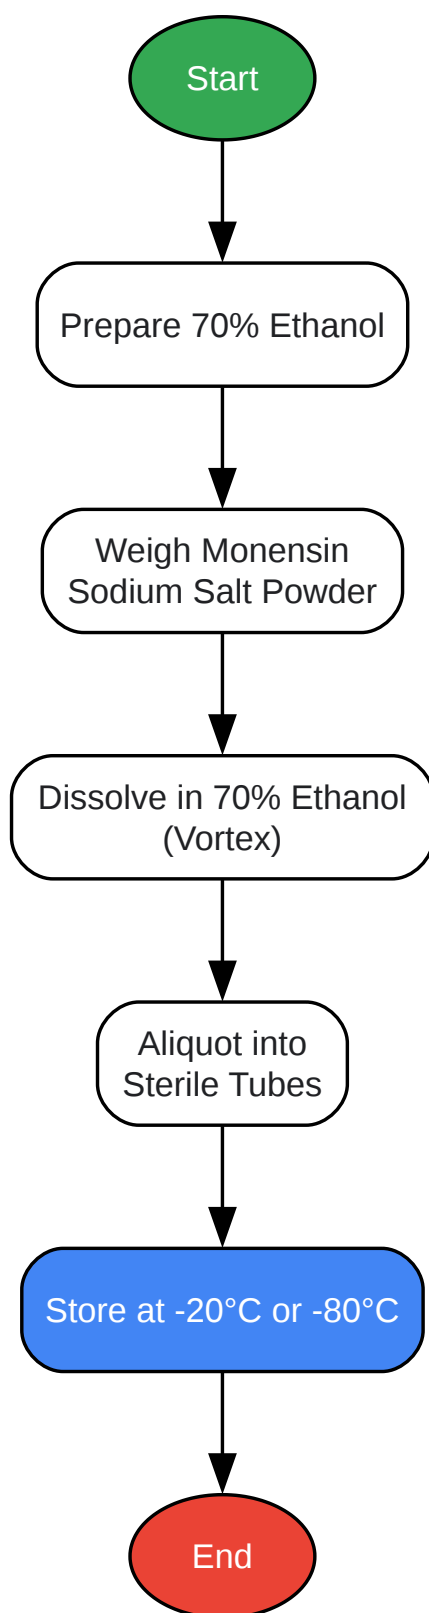 Start
Prepare 70% Ethanol
Weigh Monensin
Sodium Salt Powder
Dissolve in 70% Ethanol
(Vortex)
Aliquot into
Sterile Tubes
Store at -20°C or -80°C
End